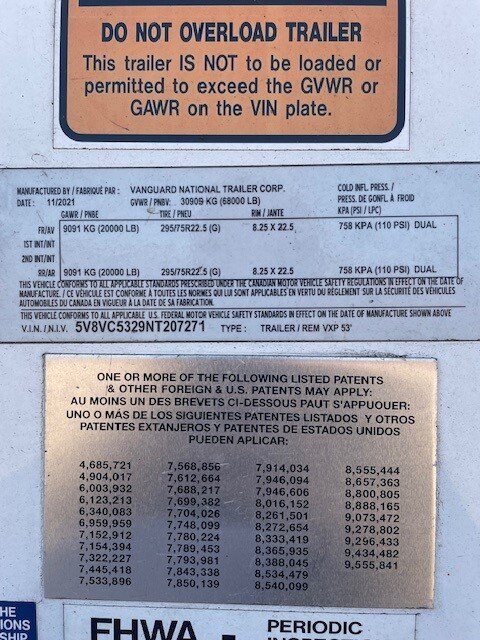 DO NOT OVERLOAD TRAILER
This trailer IS NOT to be loaded or
permitted to exceed the GVWR or
GAWR on the VIN plate.
MANUFACTURED BY / FABRIQUÉ PAR : VANGUARD NATIONAL TRAILER CORP.
DATE: 11/2021 GVWR / PNBV: 30909 KG (68000 LB)
COLD INFL. PRESS. /
PRESS. DE GONFL. À FROID
KPA (PSI / LPC)
GAWR / PNBE TIRE / PNEU RIM / JANTE
FR/AV 9091 KG (20000 LB) 295/75R22.5 (G) 8.25 X 22.5 758 KPA (110 PSI) DUAL
1ST INT/INT
2ND INT/INT
RR/AR 9091 KG (20000 LB) 295/75R22.5 (G) 8.25 X 22.5 758 KPA (110 PSI) DUAL
THIS VEHICLE CONFORMS TO ALL APPLICABLE STANDARDS PRESCRIBED UNDER THE CANADIAN MOTOR VEHICLE SAFETY REGULATIONS IN EFFECT ON THE DATE OF
MANUFACTURE. / CE VÉHICULE EST CONFORME À TOUTES LES NORMES QUI LUI SONT APPLICABLES EN VERTU DU RÈGLEMENT SUR LA SÉCURITÉ DES VÉHICULES
AUTOMOBILES DU CANADA EN VIGUEUR À LA DATE DE SA FABRICATION.
THIS VEHICLE CONFORMS TO ALL APPLICABLE U.S. FEDERAL MOTOR VEHICLE SAFETY STANDARDS IN EFFECT ON THE DATE OF MANUFACTURE SHOWN ABOVE
V.I.N. / N.I.V. 5V8VC5329NT207271 TYPE : TRAILER / REM VXP 53'
ONE OR MORE OF THE FOLLOWING LISTED PATENTS
& OTHER FOREIGN & U.S. PATENTS MAY APPLY:
AU MOINS UN DES BREVETS CI-DESSOUS PAUT S'APPUOUER:
UNO O MÁS DE LOS SIGUIENTES PATENTES LISTADOS Y OTROS
PATENTES EXTANJEROS Y PATENTES DE ESTADOS UNIDOS
PUEDEN APLICAR:
4,685,721 7,568,856 7,914,034 8,555,444
4,904,017 7,612,664 7,946,094 8,657,363
6,003,932 7,688,217 7,946,606 8,800,805
6,123,213 7,699,382 8,016,152 8,888,165
6,340,083 7,704,026 8,261,501 9,073,472
6,959,959 7,748,099 8,272,654 9,278,802
7,152,912 7,780,224 8,333,419 9,296,433
7,154,394 7,789,453 8,365,935 9,434,482
7,322,227 7,793,981 8,388,045 9,555,841
7,445,418 7,843,338 8,534,479
7,533,896 7,850,139 8,540,099
HE
IONS
SHIP
FHWA - PERIODIC